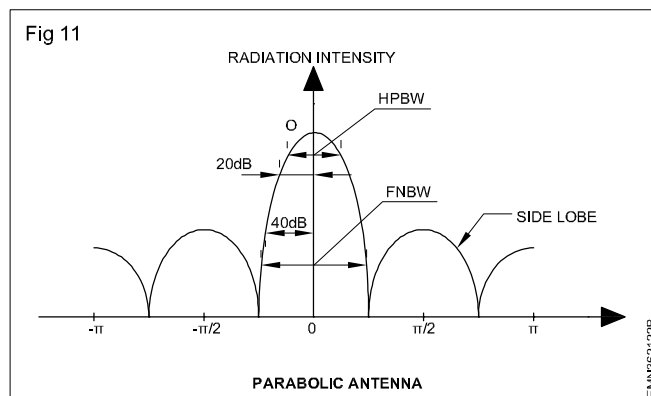 Fig 11
RADIATION INTENSITY
HPBW
O
20dB
FNBW
40dB
SIDE LOBE
-π -π/2 0 π/2 π
PARABOLIC ANTENNA